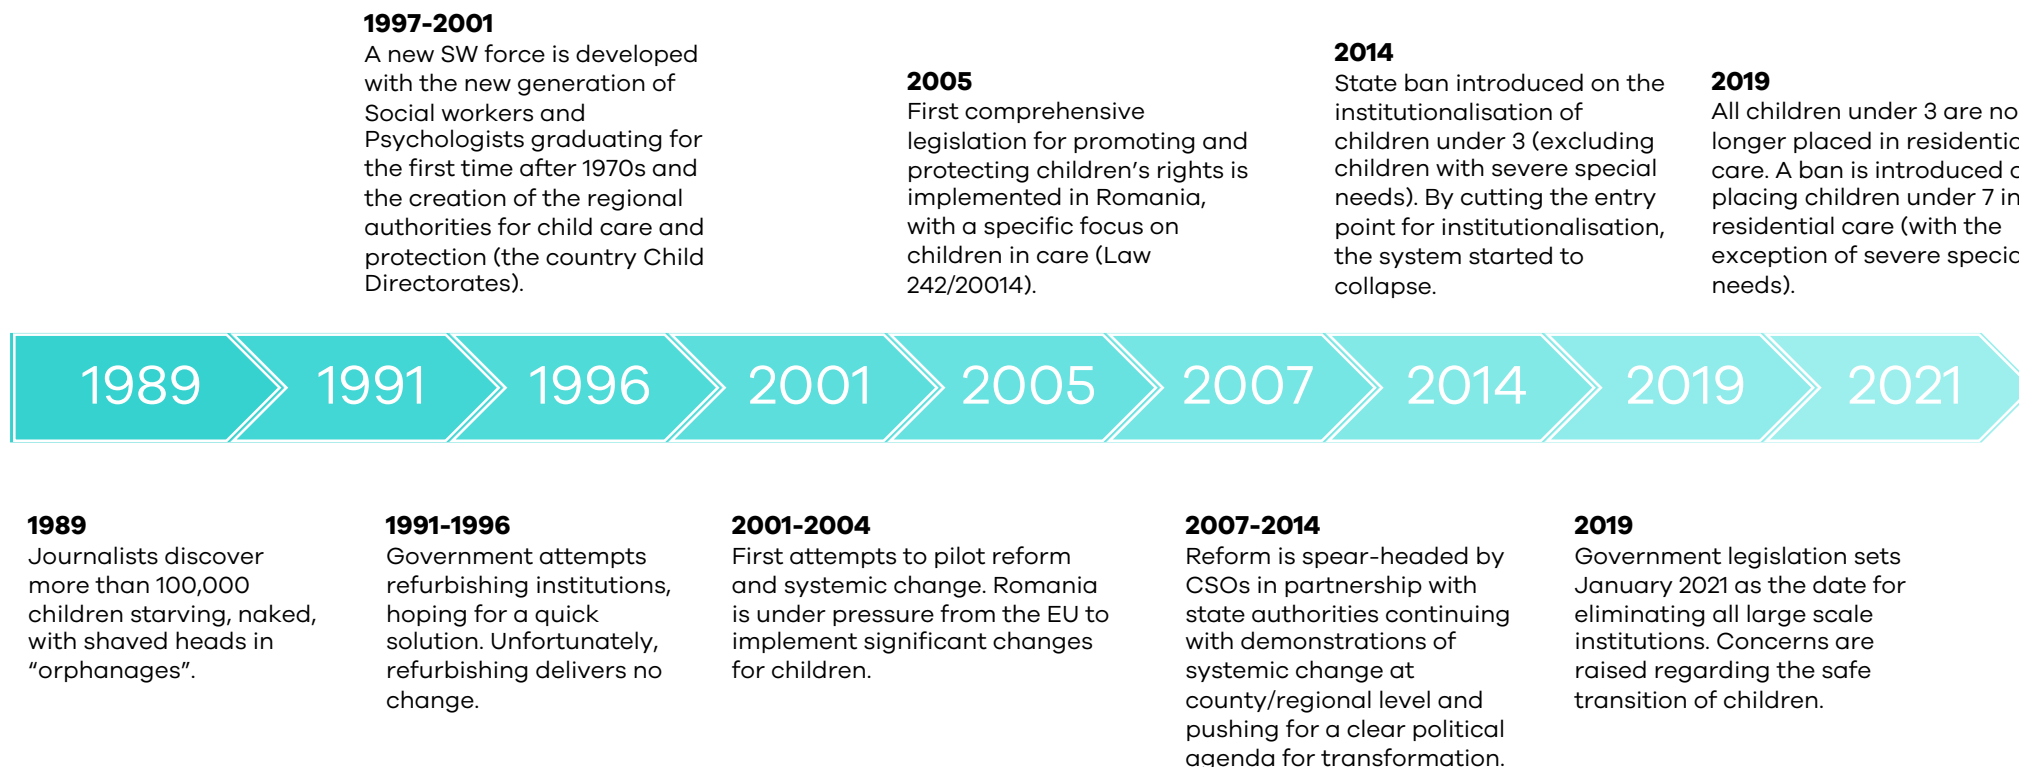 1997-2001
A new SW force is developed
with the new generation of
Social workers and
Psychologists graduating for
the first time after 1970s and
the creation of the regional
authorities for child care and
protection (the country Child
Directorates).
2005
First comprehensive
legislation for promoting and
protecting children's rights is
implemented in Romania,
with a specific focus on
children in care (Law
242/20014).
2014
State ban introduced on the
institutionalisation of
children under 3 (excluding
children with severe special
needs). By cutting the entry
point for institutionalisation,
the system started to
collapse.
2019
All children under 3 are no
longer placed in
care. A ban is introduced
placing children under 7 in
residential care (with the
exception of severe
needs).
1989
1991
1996
2001
2005
2007
2014
2019
2021
1989
Journalists discover
more than 100,000
children starving, naked,
with shaved heads in
“orphanages”.
1991-1996
Government attempts
refurbishing institutions,
hoping for a quick
solution. Unfortunately,
refurbishing delivers no
change.
2001-2004
First attempts to pilot reform
and systemic change. Romania
is under pressure from the EU to
implement significant changes
for children.
2007-2014
Reform is spear-headed by
CSOs in partnership with
state authorities continuing
with demonstrations of
systemic change at
county/regional level and
pushing for a clear political
agenda for transformation.
2019
Government legislation sets
January 2021 as the date for
eliminating all large scale
institutions. Concerns are
raised regarding the safe
transition of children.